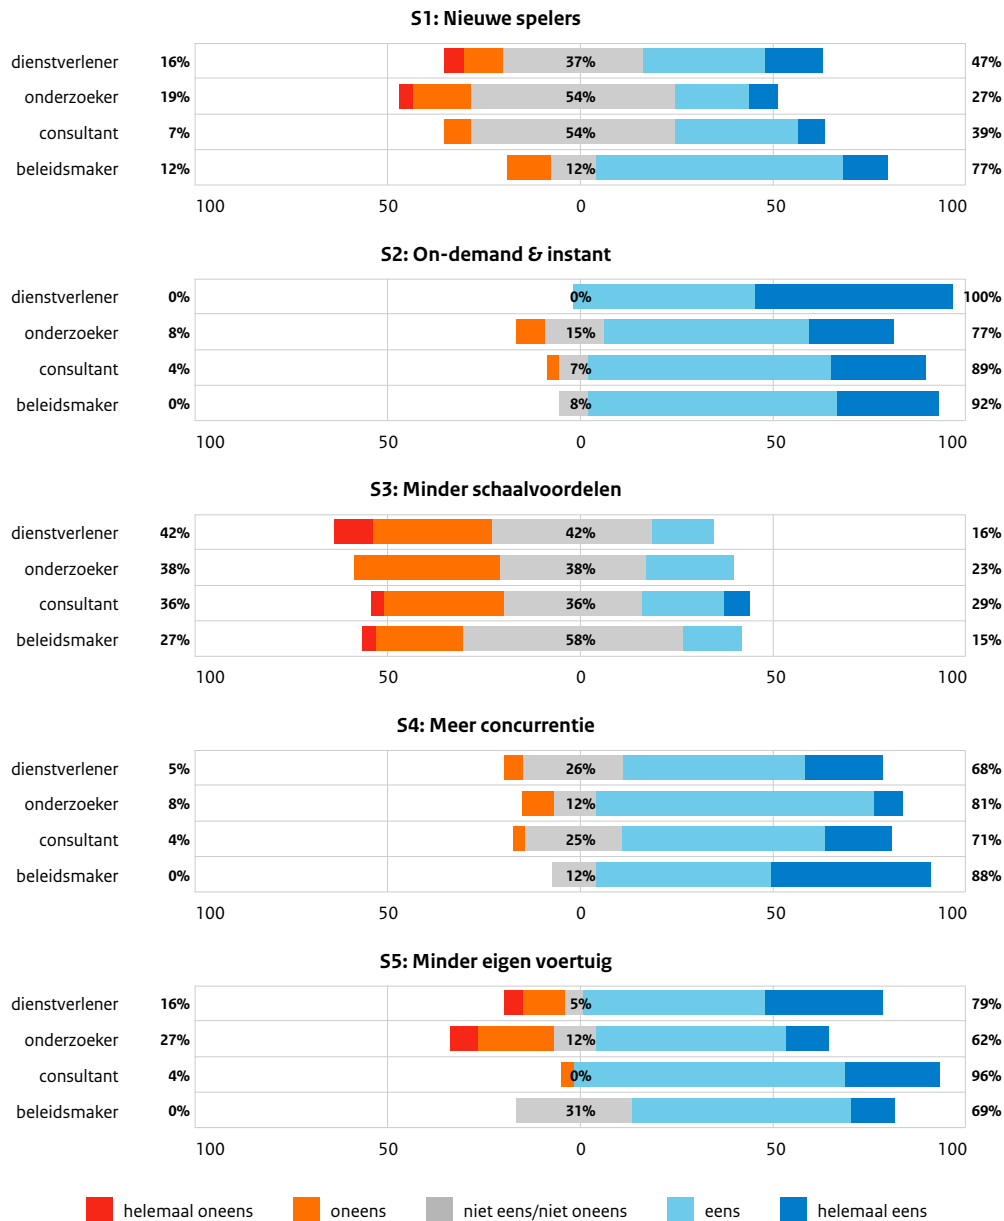 S1: Nieuwe spelers
dienstverlener 16% 37% 47%
onderzoeker 19% 54% 27%
consultant 7% 54% 39%
beleidsmaker 12% 12% 77%
100 50 0 50 100
S2: On-demand & instant
dienstverlener 0% 0% 100%
onderzoeker 8% 15% 77%
consultant 4% 7% 89%
beleidsmaker 0% 8% 92%
100 50 0 50 100
S3: Minder schaalvoordelen
dienstverlener 42% 42% 16%
onderzoeker 38% 38% 23%
consultant 36% 36% 29%
beleidsmaker 27% 58% 15%
100 50 0 50 100
S4: Meer concurrentie
dienstverlener 5% 26% 68%
onderzoeker 8% 12% 81%
consultant 4% 25% 71%
beleidsmaker 0% 12% 88%
100 50 0 50 100
S5: Minder eigen voertuig
dienstverlener 16% 5% 79%
onderzoeker 27% 12% 62%
consultant 4% 0% 96%
beleidsmaker 0% 31% 69%
100 50 0 50 100
helemaal oneens oneens niet eens/niet oneens eens helemaal eens